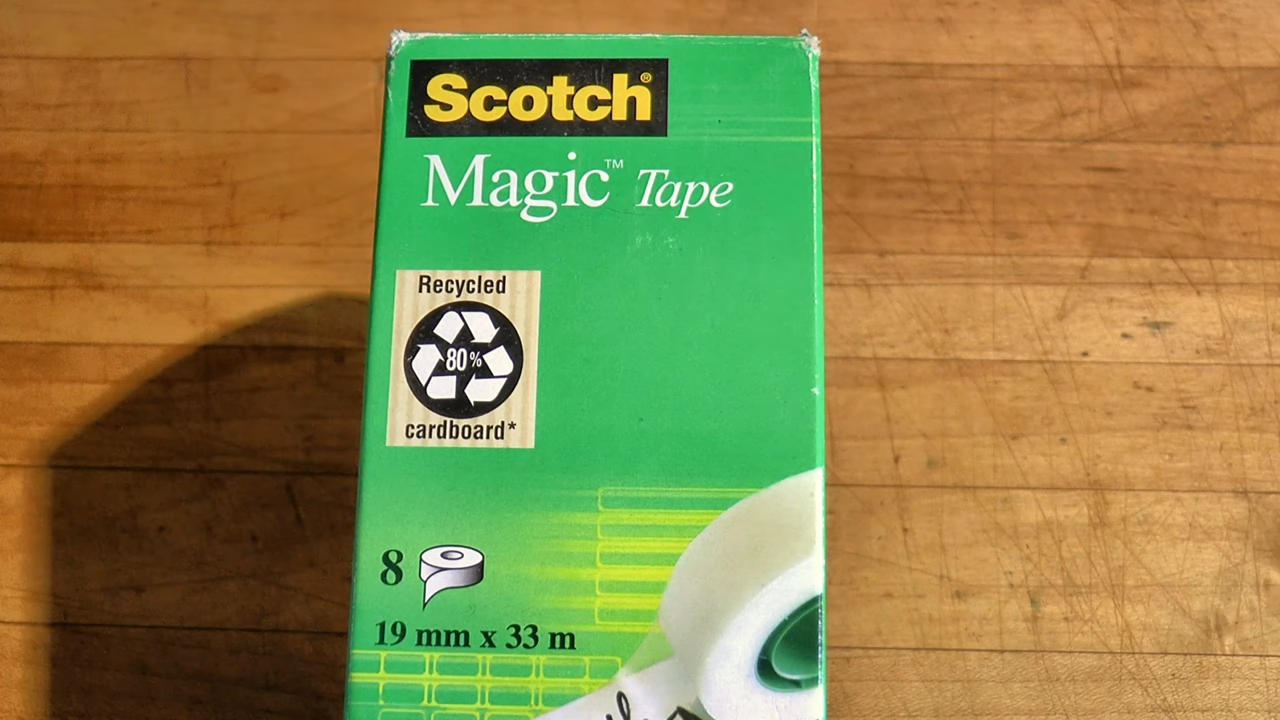 Scotch®
Magic™ Tape
Recycled
80%
cardboard*
8
19 mm x 33 m